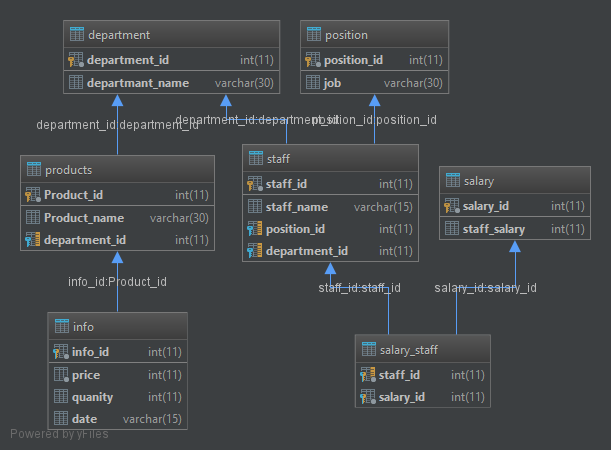 department
department_id int(11)
departmant_name varchar(30)
position
position_id int(11)
job varchar(30)
department_id:department_id
department_id:department_id
position_id:position_id
products
Product_id int(11)
Product_name varchar(30)
department_id int(11)
staff
staff_id int(11)
staff_name varchar(15)
position_id int(11)
department_id int(11)
salary
salary_id int(11)
staff_salary int(11)
info_id:Product_id
staff_id:staff_id
salary_id:salary_id
info
info_id int(11)
price int(11)
quanity int(11)
date varchar(15)
salary_staff
staff_id int(11)
salary_id int(11)
Powered by yFiles